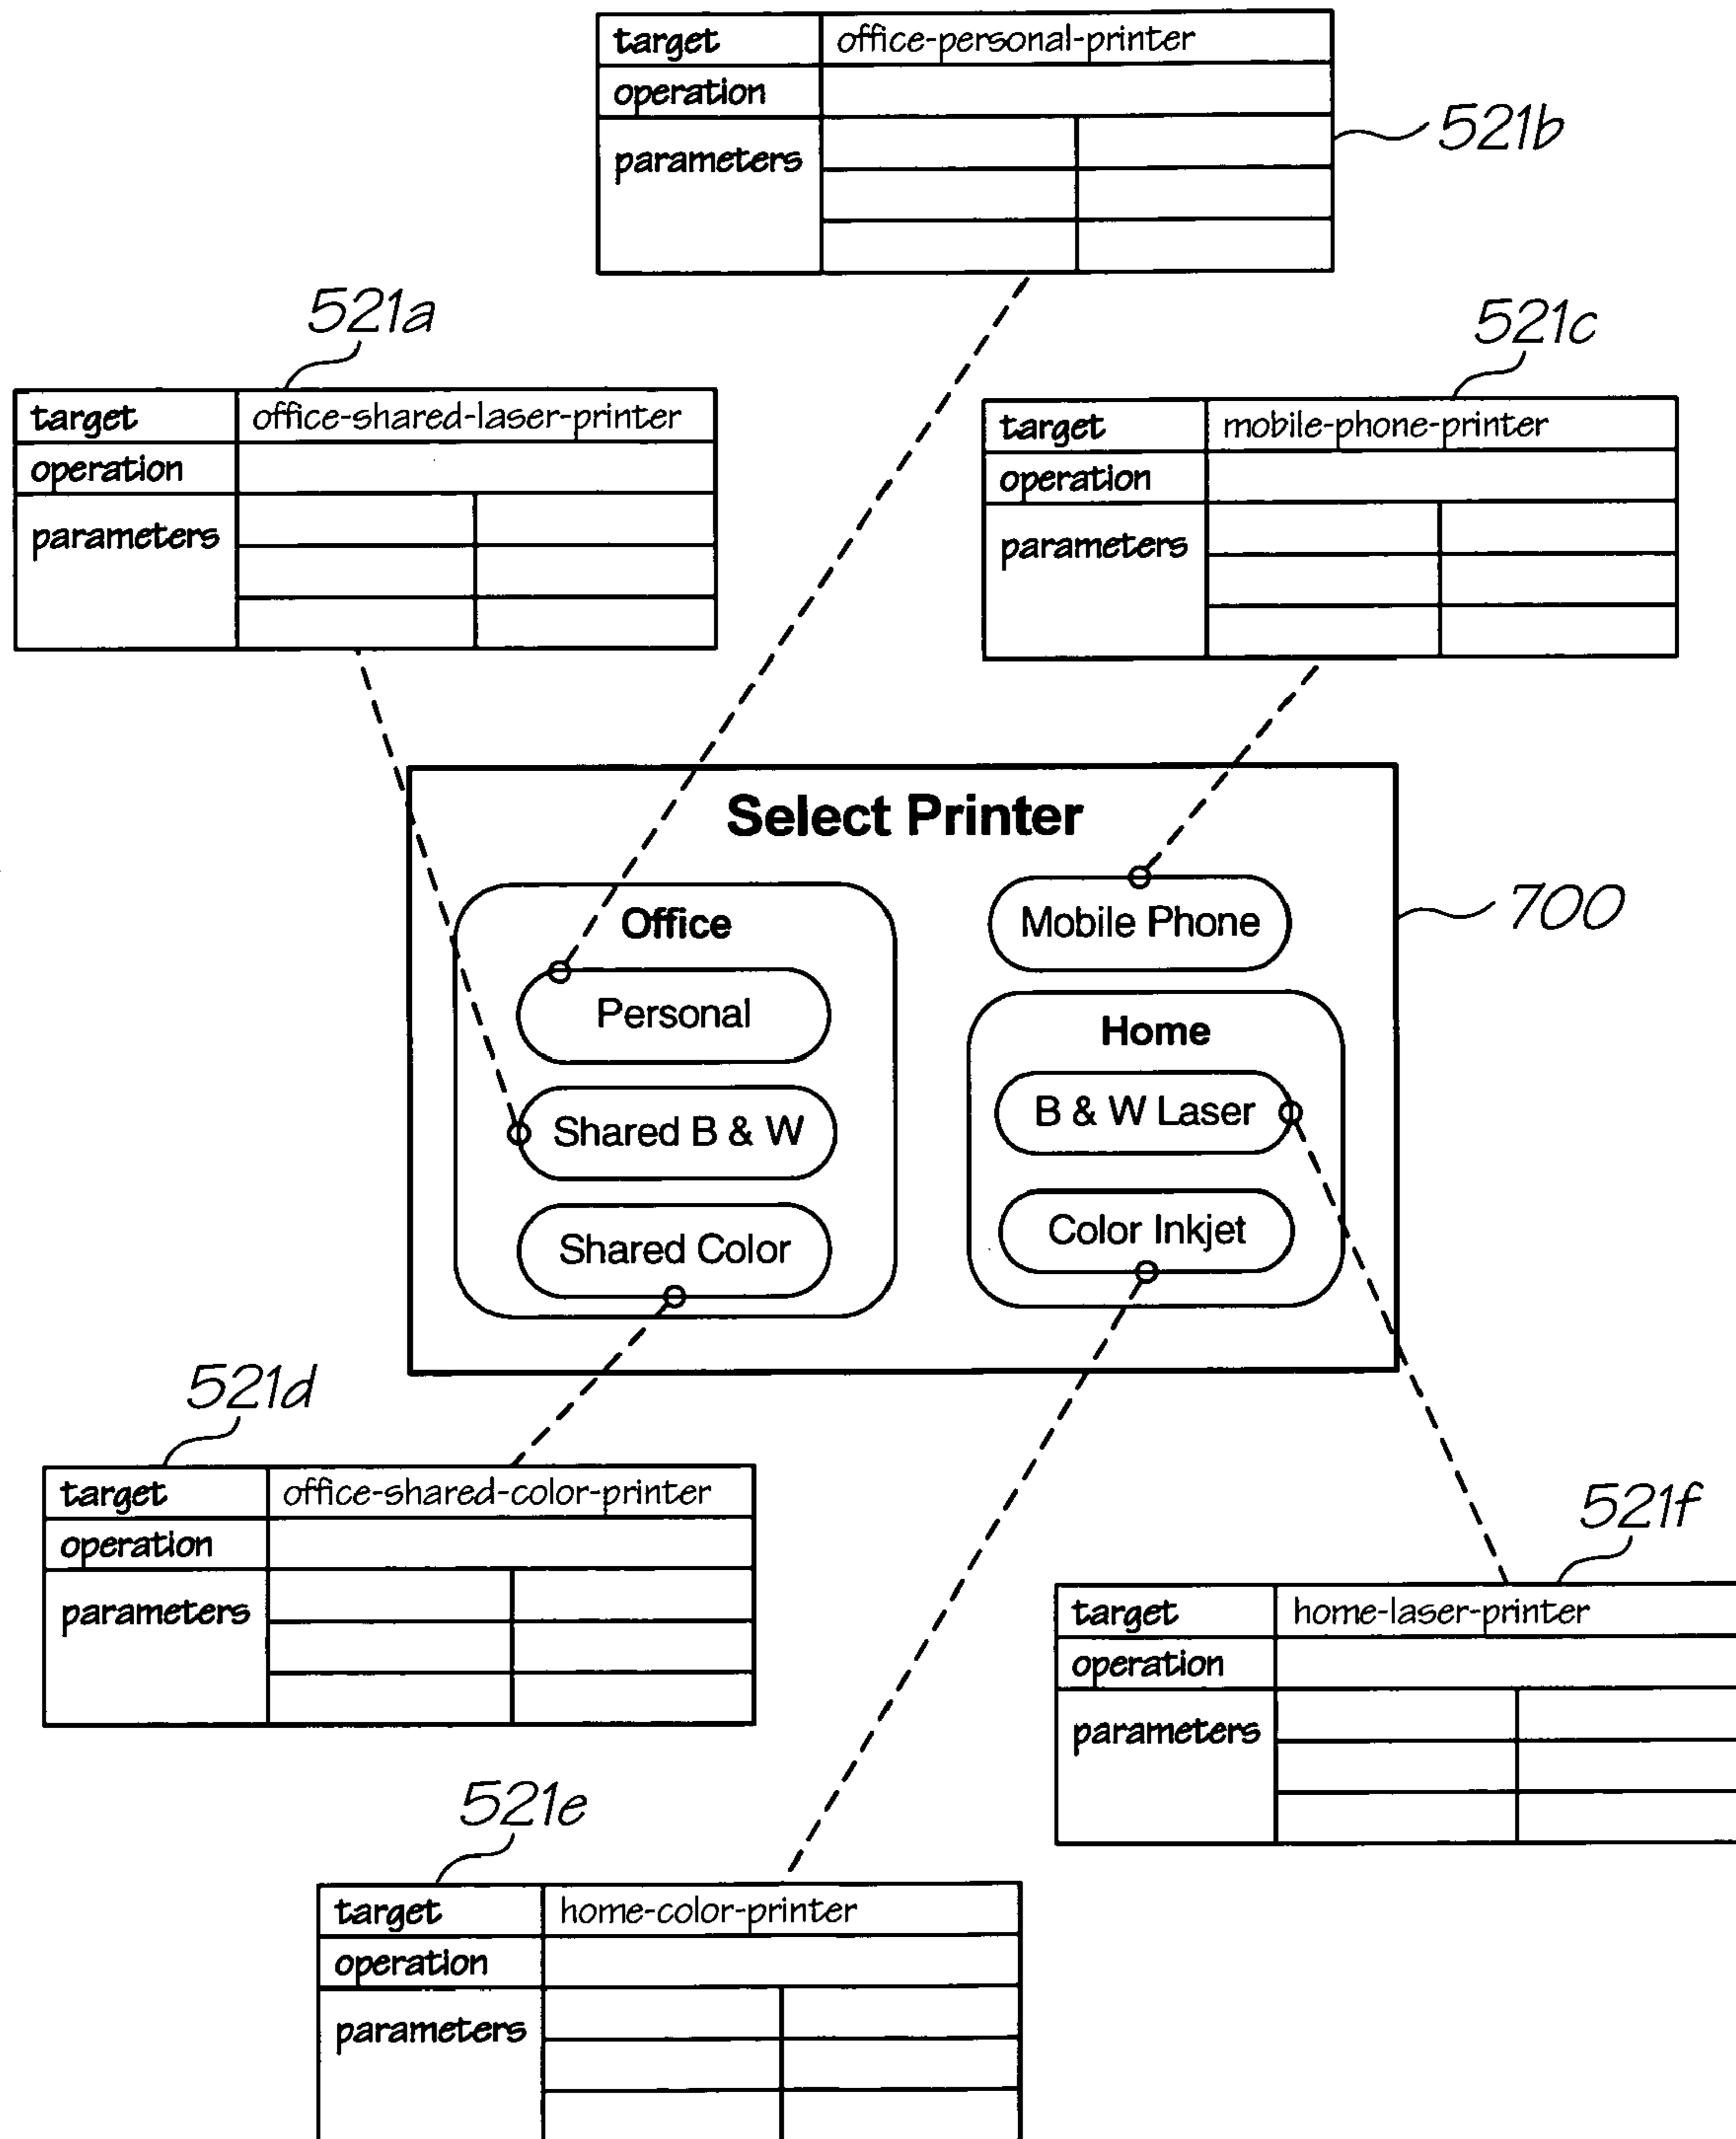 target office-personal-printer
operation
parameters
521b
521a
target office-shared-laser-printer
operation
parameters
521c
target mobile-phone-printer
operation
parameters
Select Printer
700
Office
Personal
Shared B & W
Shared Color
Mobile Phone
Home
B & W Laser
Color Inkjet
521d
target office-shared-color-printer
operation
parameters
521f
target home-laser-printer
operation
parameters
521e
target home-color-printer
operation
parameters